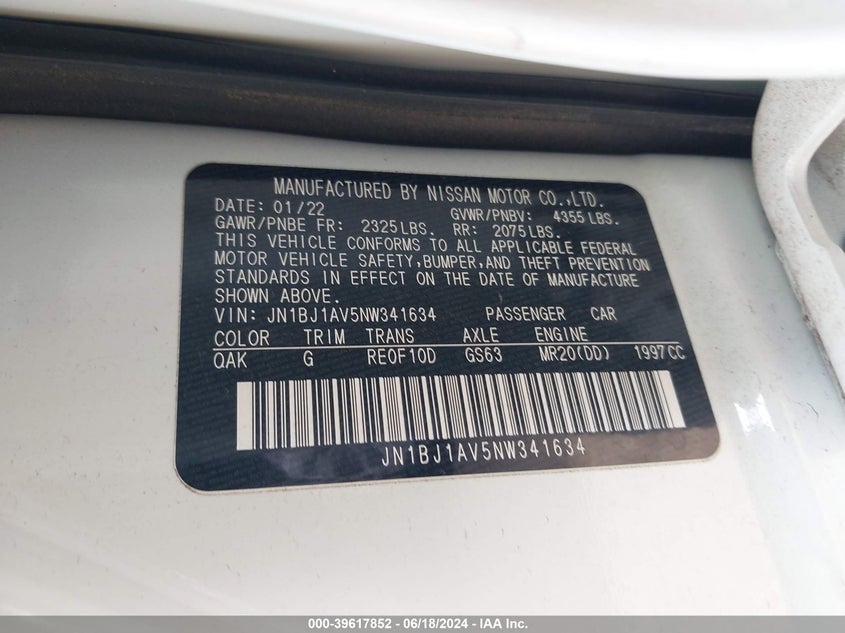 MANUFACTURED BY NISSAN MOTOR CO.,LTD.
DATE: 01/22 GVWR/PNBV: 4355 LBS.
GAWR/PNBE FR: 2325 LBS. RR: 2075 LBS.
THIS VEHICLE CONFORMS TO ALL APPLICABLE FEDERAL
MOTOR VEHICLE SAFETY,BUMPER,AND THEFT PREVENTION
STANDARDS IN EFFECT ON THE DATE OF MANUFACTURE
SHOWN ABOVE.
VIN: JN1BJ1AV5NW341634 PASSENGER CAR
COLOR TRIM TRANS AXLE ENGINE
QAK G RE0F10D GS63 MR20(DD) 1997CC
JN1BJ1AV5NW341634
000-39617852 - 06/18/2024 - IAA Inc.